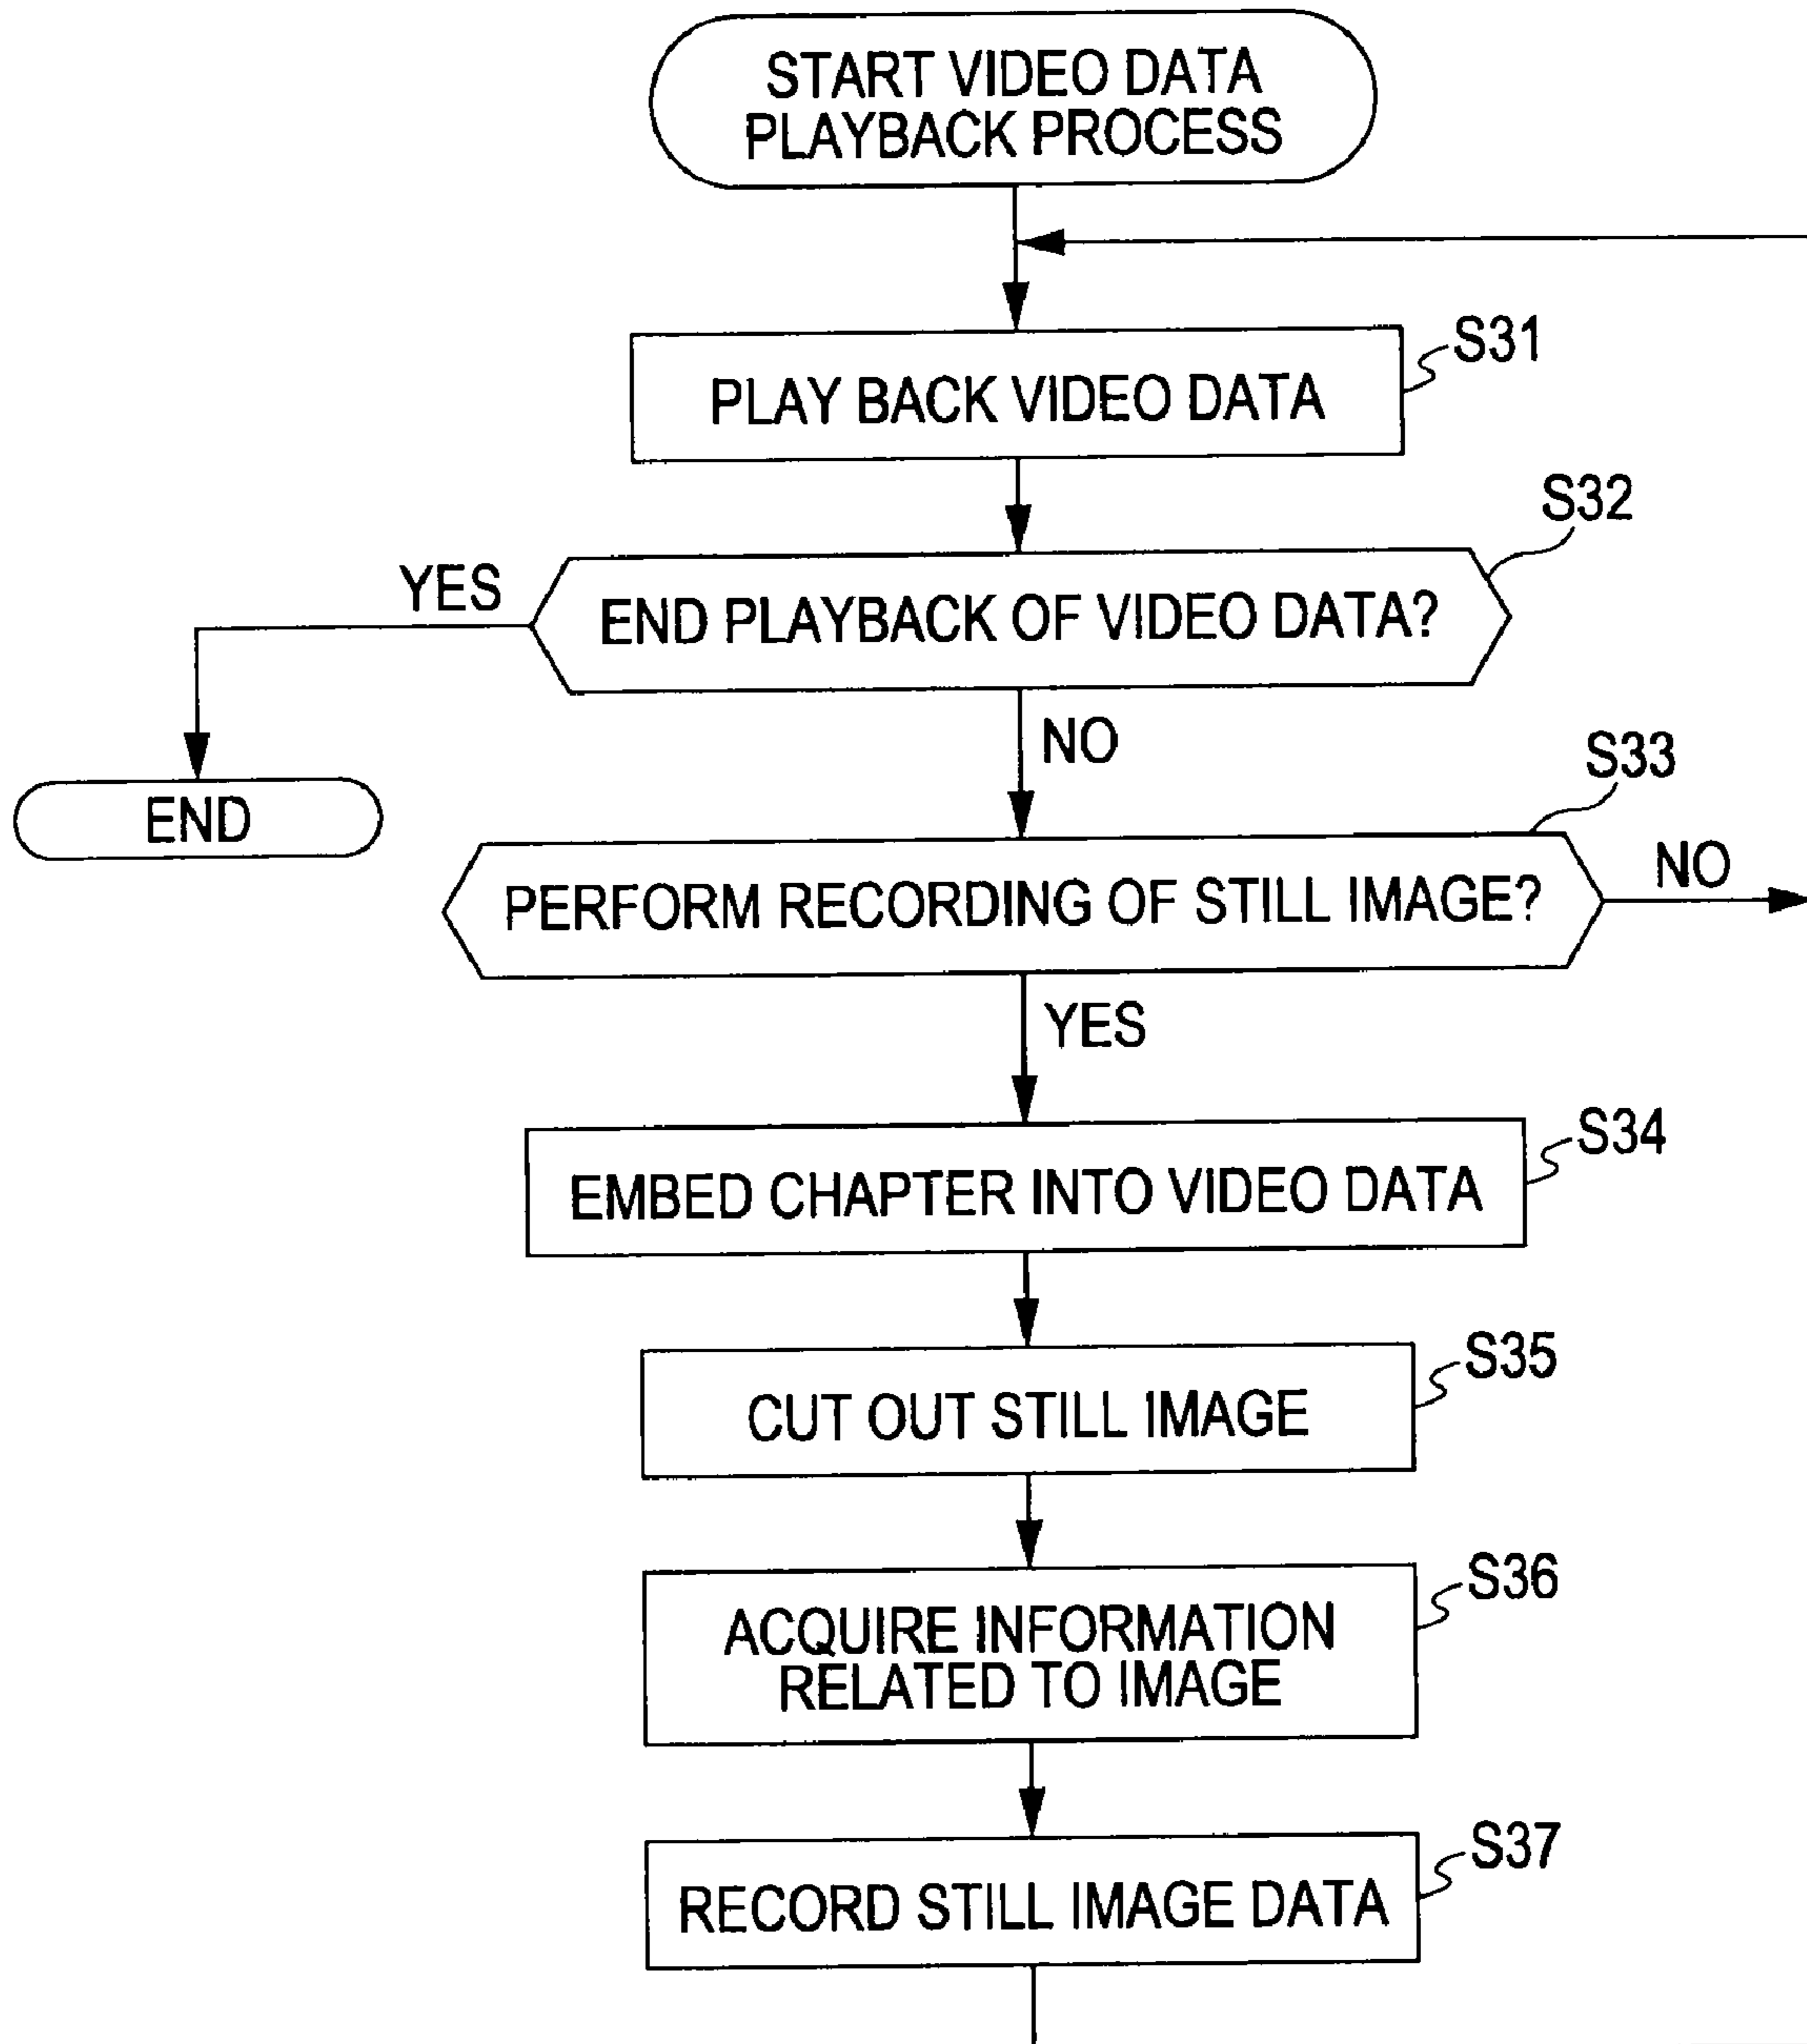 START VIDEO DATA
PLAYBACK PROCESS
S31
PLAY BACK VIDEO DATA
S32
YES
END PLAYBACK OF VIDEO DATA?
NO
S33
END
NO
PERFORM RECORDING OF STILL IMAGE?
YES
S34
EMBED CHAPTER INTO VIDEO DATA
S35
CUT OUT STILL IMAGE
S36
ACQUIRE INFORMATION
RELATED TO IMAGE
S37
RECORD STILL IMAGE DATA